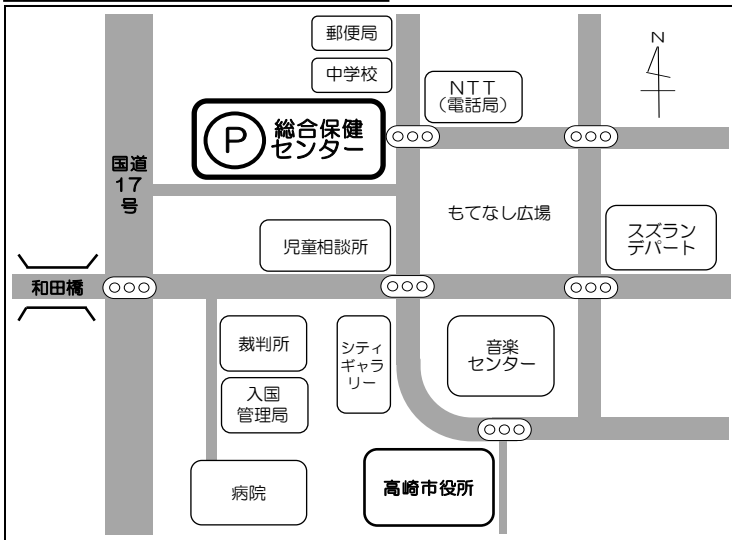 郵便局
中学校
NTT
(電話局)
N
P
総合保健
センター
国道
17
号
もてなし広場
スズラン
デパート
児童相談所
和田橋
裁判所
シティ
ギャラ
リー
音楽
センター
入国
管理局
病院
高崎市役所